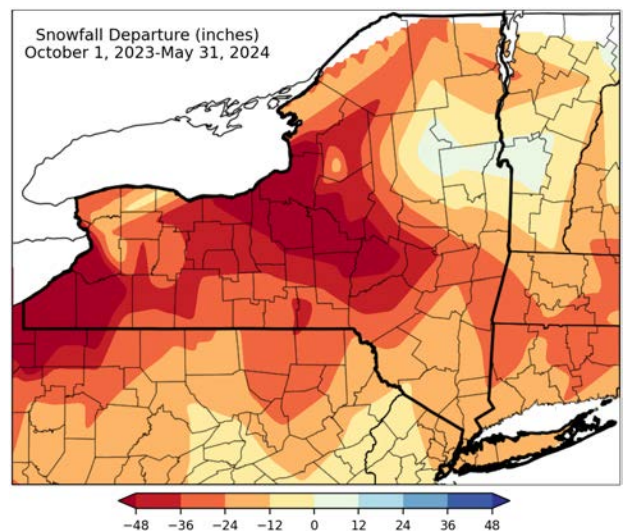 Snowfall Departure (inches)
October 1, 2023-May 31, 2024
−48 −36 −24 −12 0 12 24 36 48